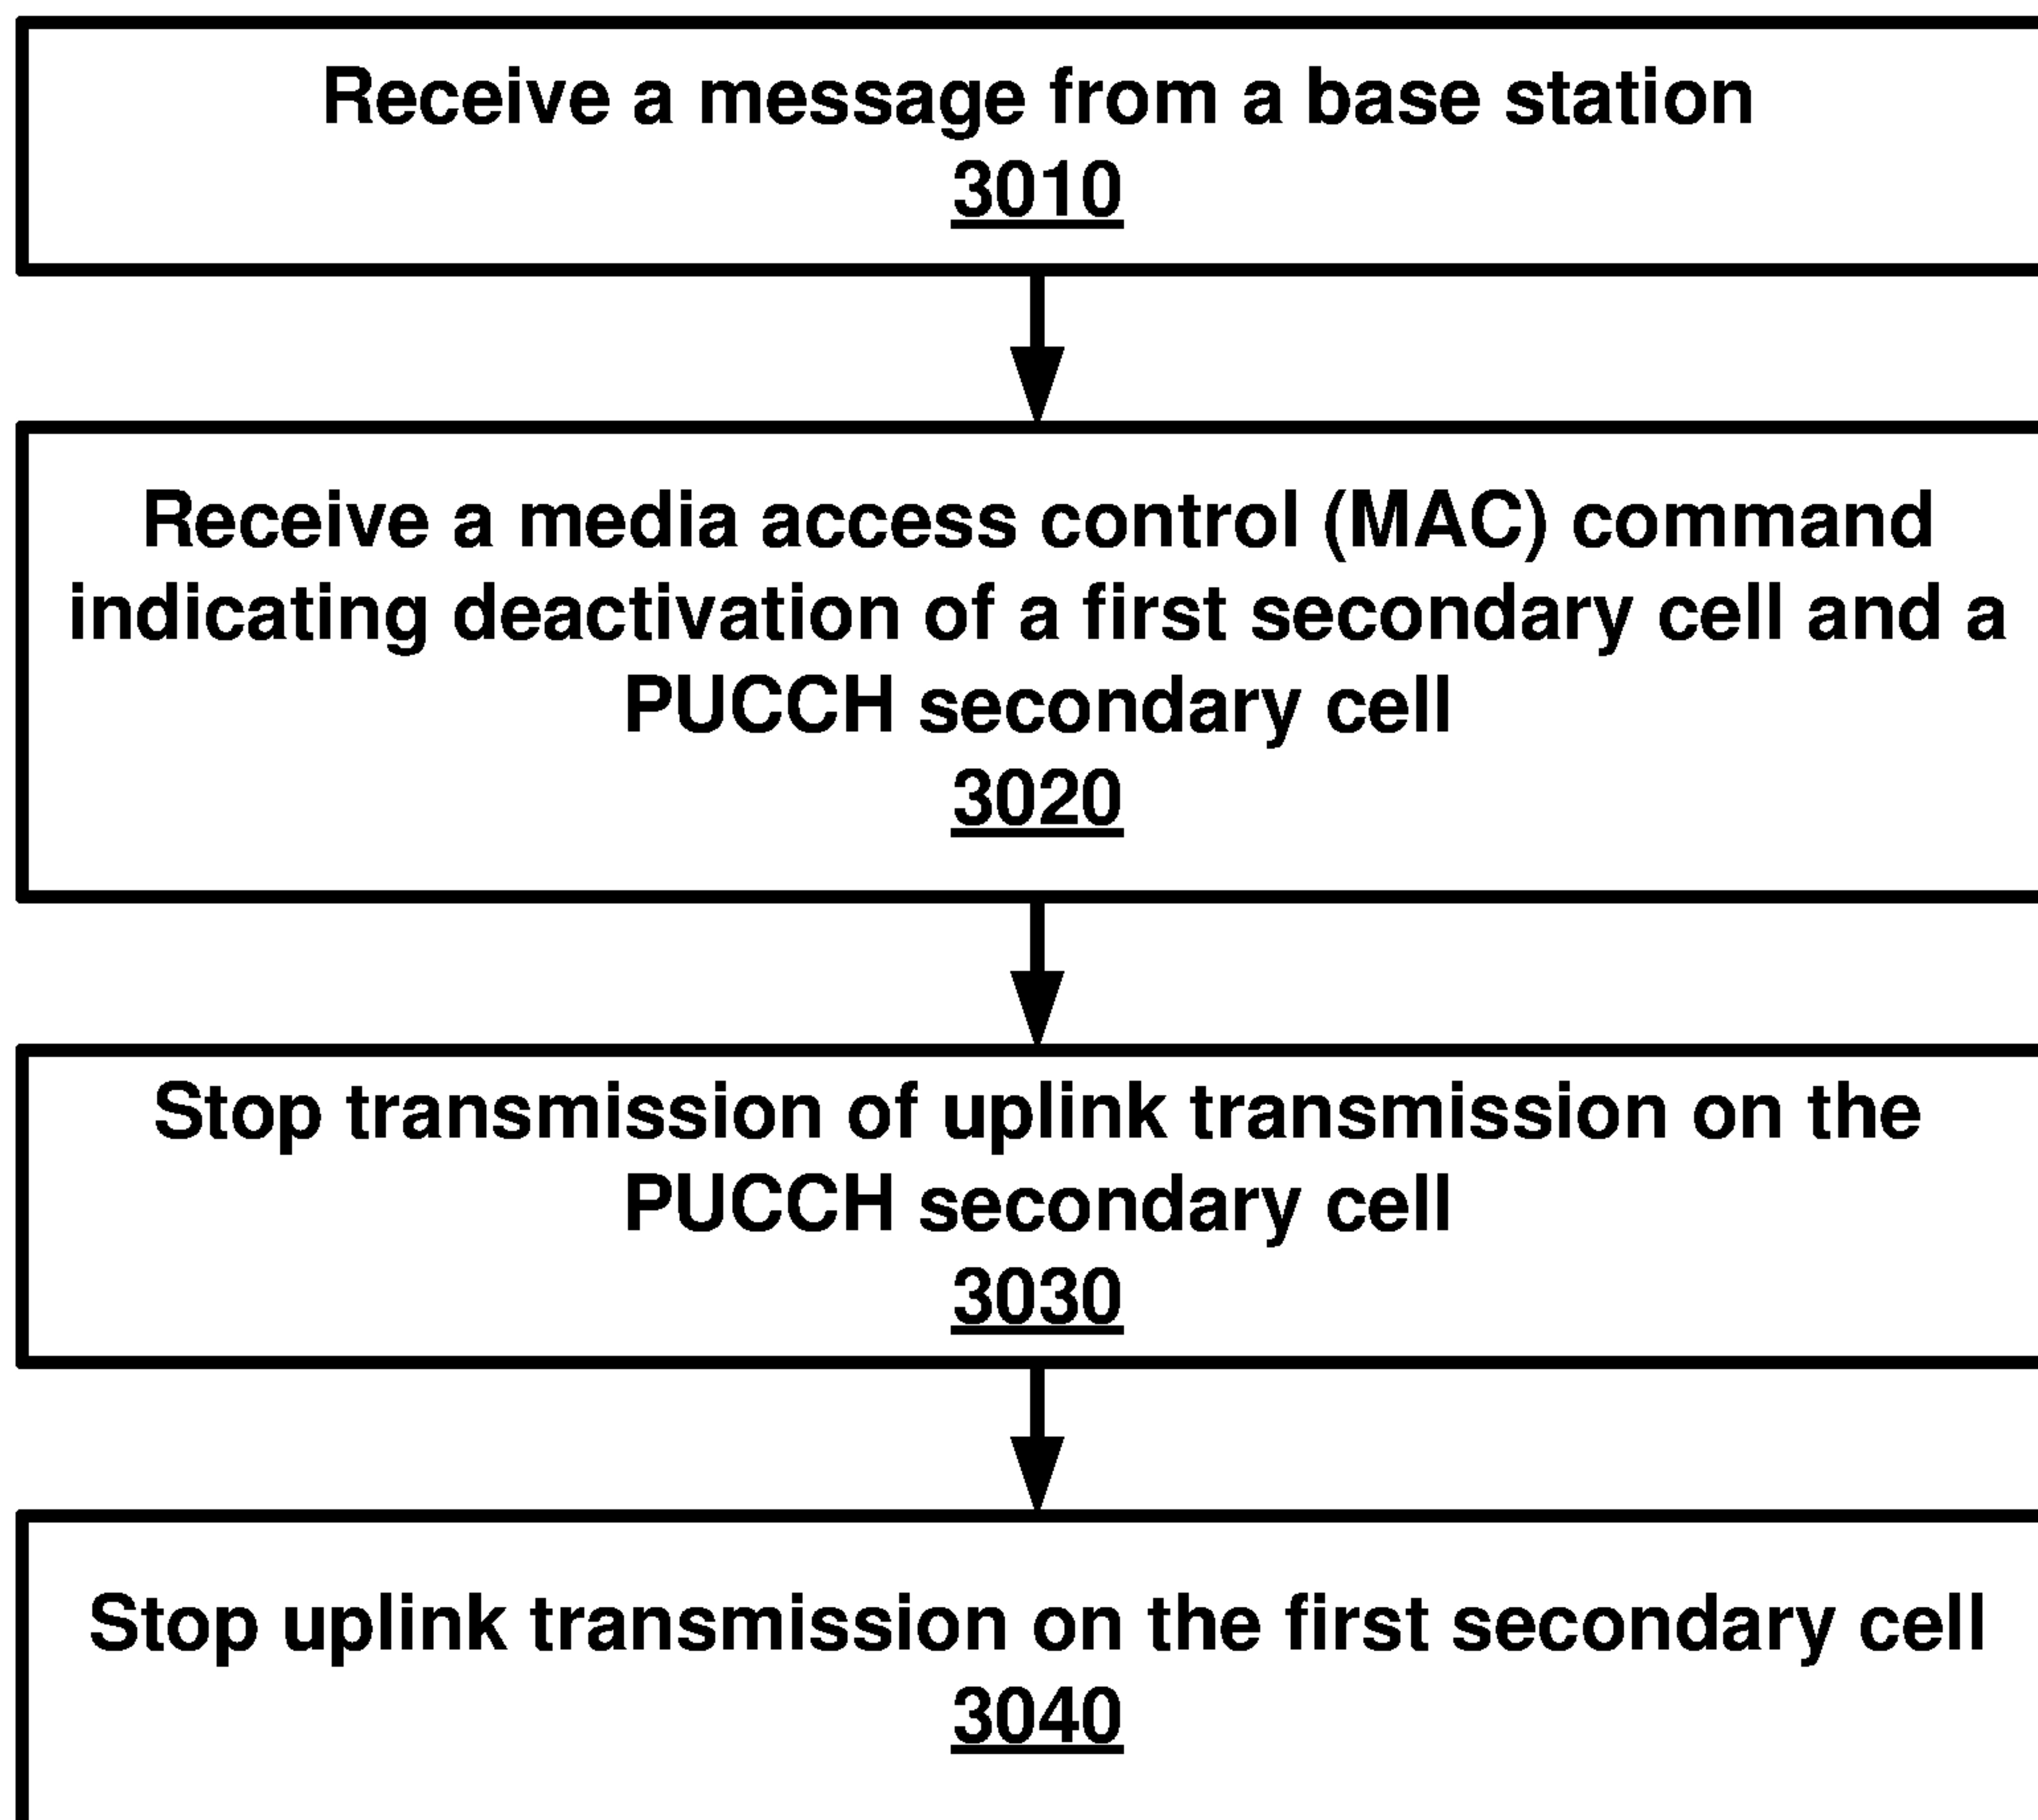 Receive a message from a base station
3010
Receive a media access control (MAC) command
indicating deactivation of a first secondary cell and a
PUCCH secondary cell
3020
Stop transmission of uplink transmission on the
PUCCH secondary cell
3030
Stop uplink transmission on the first secondary cell
3040